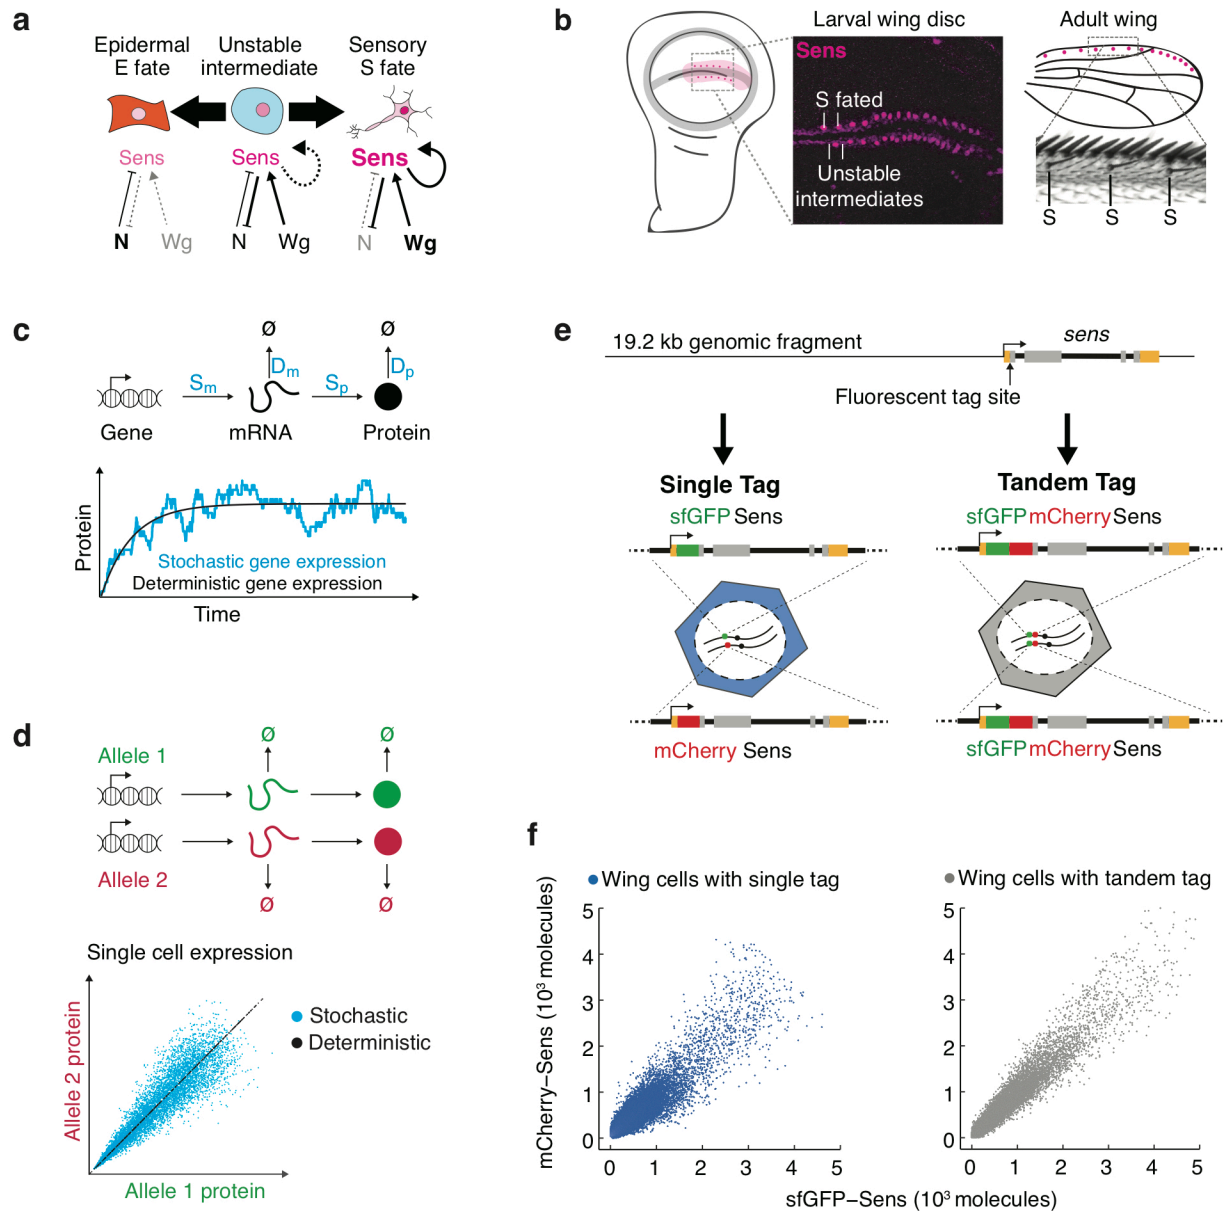 a
Epidermal
E fate
Unstable
intermediate
Sensory
S fate
Sens
Sens
Sens
N
Wg
N
Wg
N
Wg
b
Larval wing disc
Adult wing
Sens
S fated
Unstable
intermediates
S
S
S
c
Ø
Ø
Sm
Dm
Sp
Dp
Gene
mRNA
Protein
Protein
Stochastic gene expression
Deterministic gene expression
Time
d
Allele 1
Ø
Ø
Allele 2
Ø
Ø
Single cell expression
Allele 2 protein
Stochastic
Deterministic
Allele 1 protein
e
19.2 kb genomic fragment
sens
Fluorescent tag site
Single Tag
sfGFP Sens
mCherry Sens
Tandem Tag
sfGFP mCherry Sens
sfGFP mCherry Sens
f
Wing cells with single tag
Wing cells with tandem tag
mCherry–Sens (10³ molecules)
5
4
3
2
1
0
0 1 2 3 4 5
5
4
3
2
1
0
0 1 2 3 4 5
sfGFP–Sens (10³ molecules)